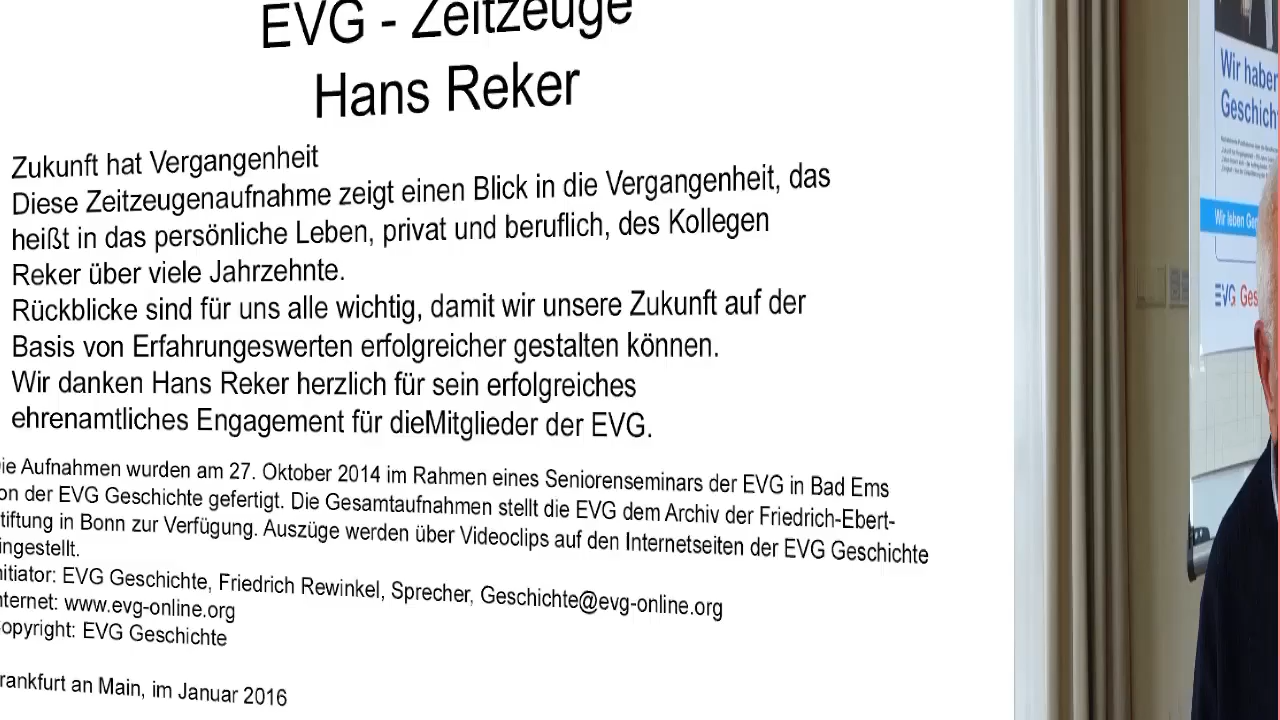 EVG - Zeitzeuge
Hans Reker
Zukunft hat Vergangenheit
Diese Zeitzeugenaufnahme zeigt einen Blick in die Vergangenheit, das
heißt in das persönliche Leben, privat und beruflich, des Kollegen
Reker über viele Jahrzehnte.
Rückblicke sind für uns alle wichtig, damit wir unsere Zukunft auf der
Basis von Erfahrungeswerten erfolgreicher gestalten können.
Wir danken Hans Reker herzlich für sein erfolgreiches
ehrenamtliches Engagement für dieMitglieder der EVG.
ie Aufnahmen wurden am 27. Oktober 2014 im Rahmen eines Seniorenseminars der EVG in Bad Ems
on der EVG Geschichte gefertigt. Die Gesamtaufnahmen stellt die EVG dem Archiv der Friedrich-Ebert-
tiftung in Bonn zur Verfügung. Auszüge werden über Videoclips auf den Internetseiten der EVG Geschichte
ingestellt.
nitiator: EVG Geschichte, Friedrich Rewinkel, Sprecher, Geschichte@evg-online.org
nternet: www.evg-online.org
opyright: EVG Geschichte
rankfurt an Main, im Januar 2016
Wir haber
Geschich
Wir leben Ger
EVG Ges